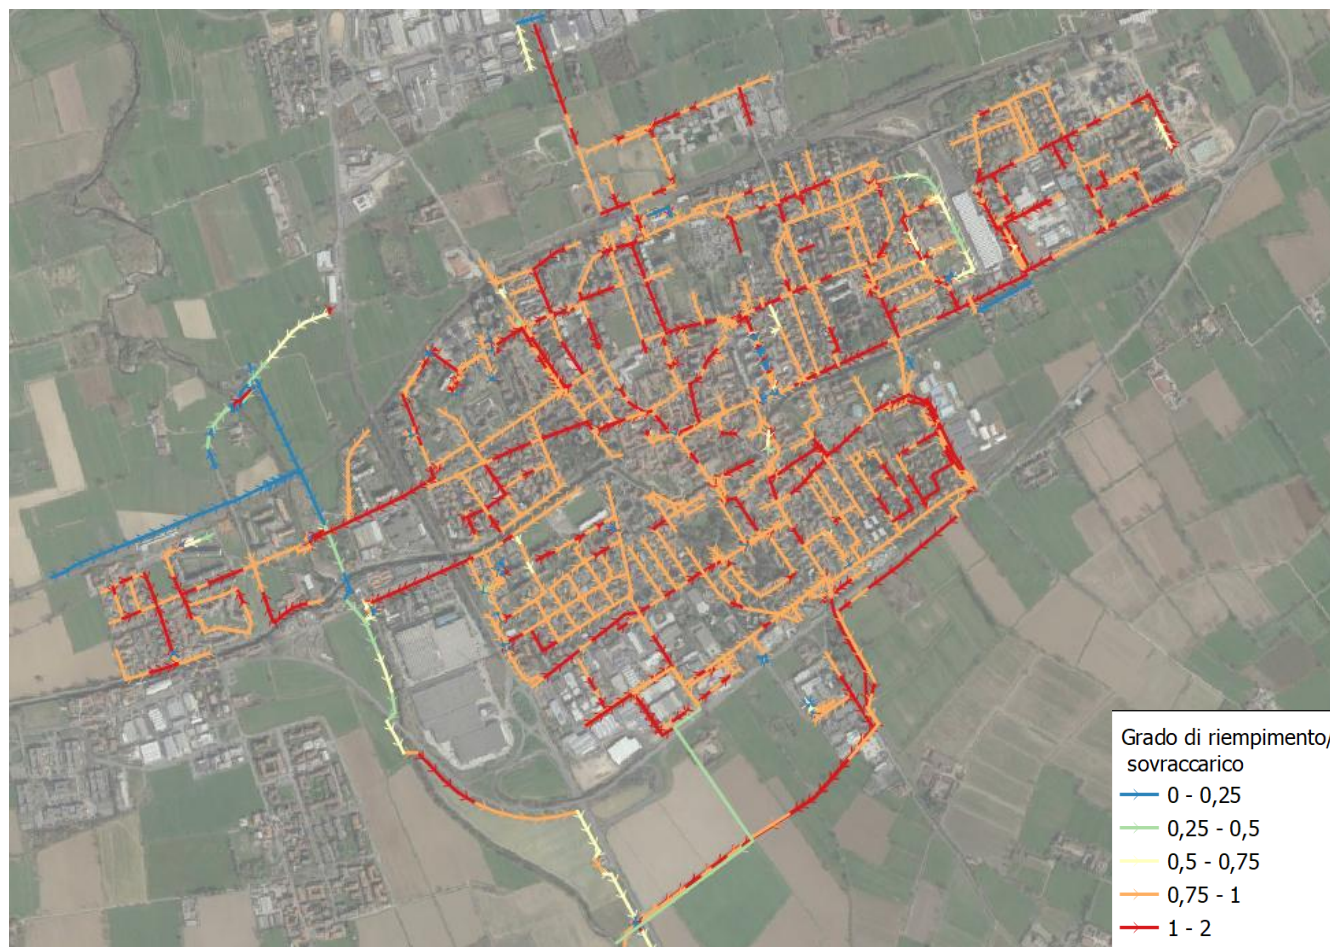 Grado di riempimento/
sovraccarico
0 - 0,25
0,25 - 0,5
0,5 - 0,75
0,75 - 1
1 - 2